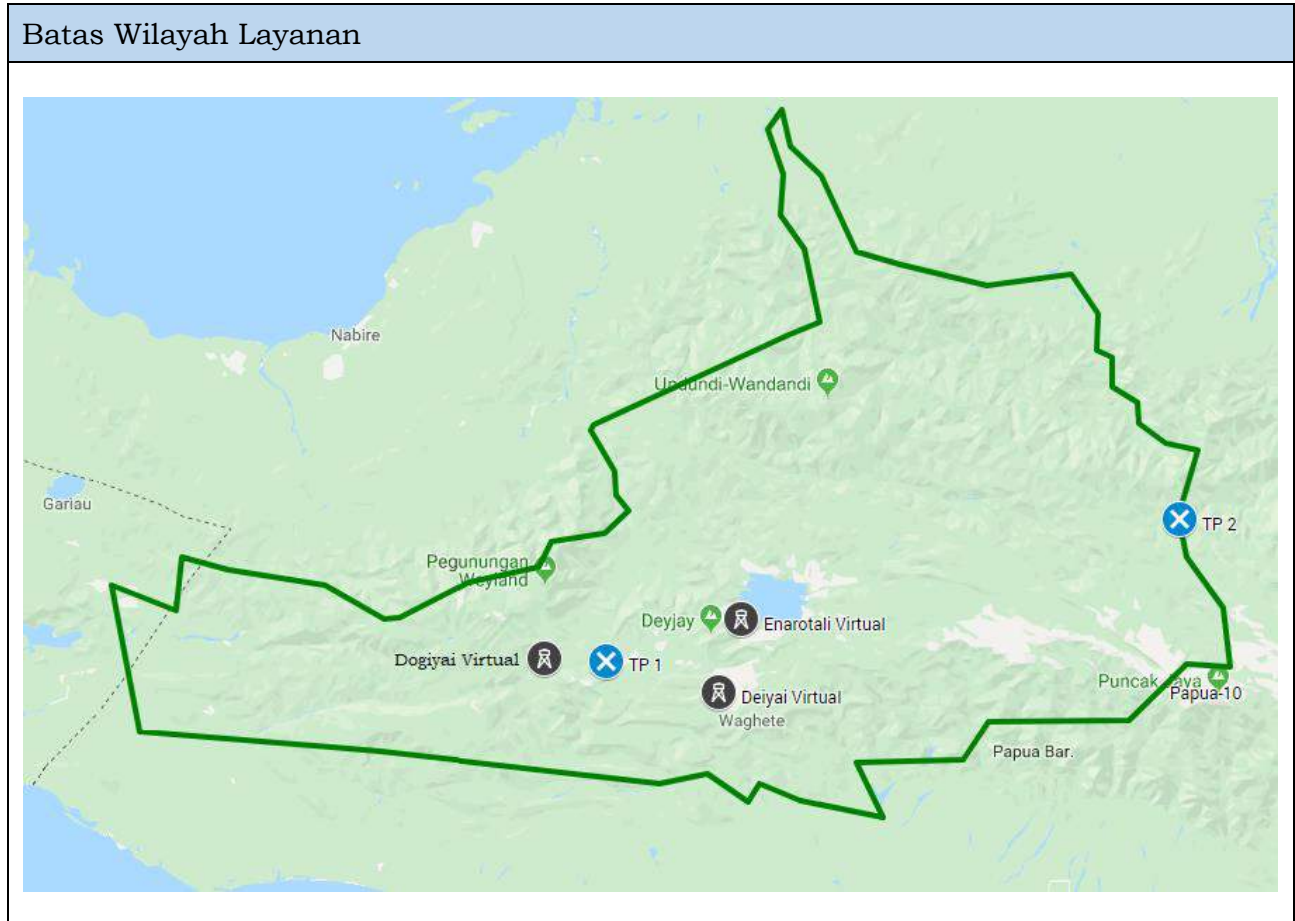 Batas Wilayah Layanan
Nabire
Undundi-Wandandi
Gariau
TP 2
Pegunungan
Weyland
Deyjay
Enarotali Virtual
Dogiyai Virtual
TP 1
Deiyai Virtual
Waghete
Puncak Jaya
Papua-10
Papua Bar.